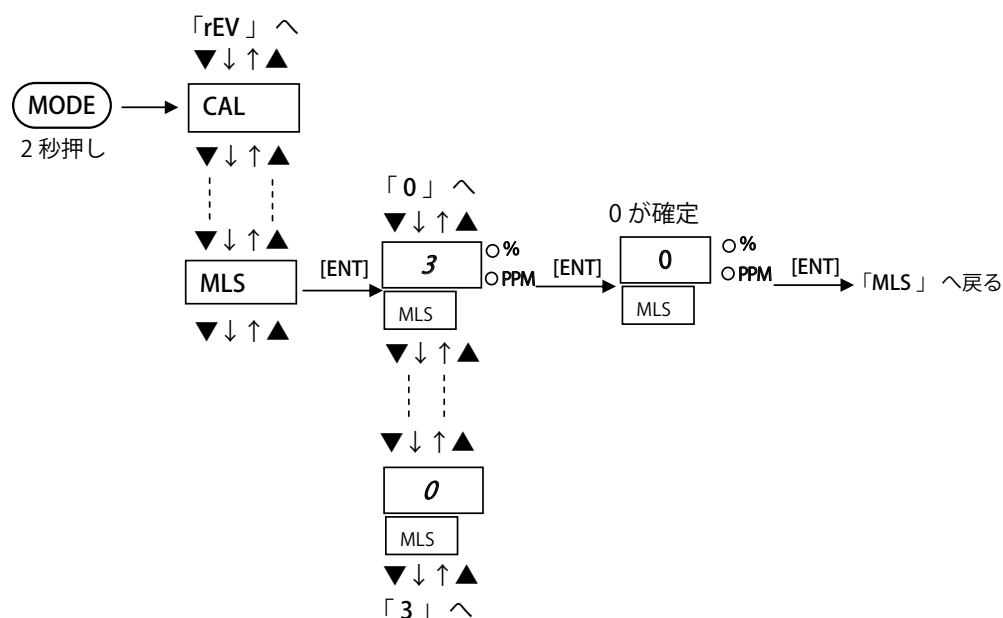 「rEV 」 へ
▼↓↑▲
MODE
CAL
2 秒押し
▼↓↑▲
▼↓↑▲
MLS
[ENT]
▼↓↑▲
「 0 」 へ
▼↓↑▲
3
○%
○PPM
MLS
[ENT]
▼↓↑▲
▼↓↑▲
0
MLS
▼↓↑▲
「 3 」 へ
0 が確定
0
○%
○PPM
MLS
[ENT]
「MLS 」 へ戻る